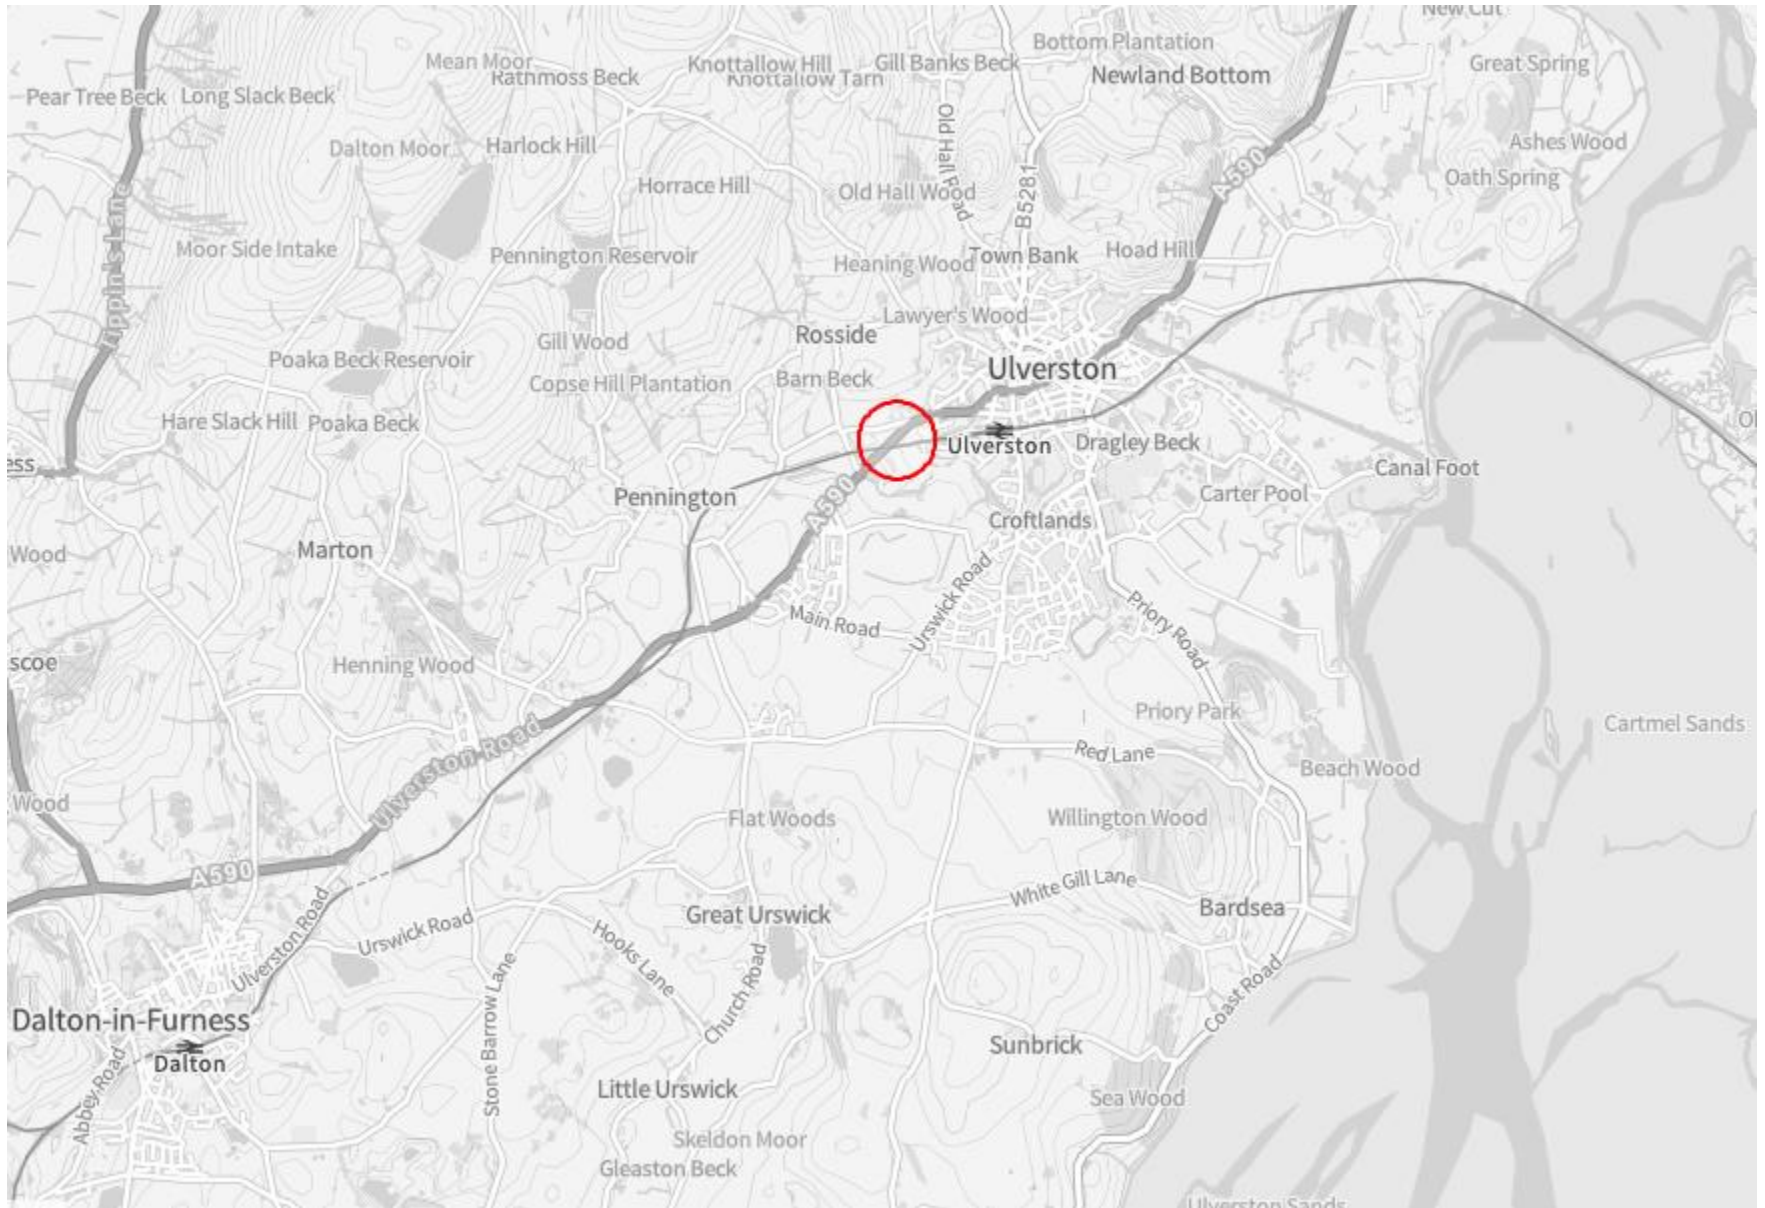 New Cut
Bottom Plantation
Mean Moor
Knottallow Hill
Gill Banks Beck
Great Spring
Rathmoss Beck
Knottallow Tarn
Newland Bottom
Pear Tree Beck
Long Slack Beck
Old Hall Road
Ashes Wood
Dalton Moor
Harlock Hill
A590
Horrace Hill
Old Hall Wood
B5281
Oath Spring
Tippin's Lane
Moor Side Intake
Pennington Reservoir
Heaning Wood
Town Bank
Hoad Hill
Lawyer's Wood
Rosside
Gill Wood
Poaka Beck Reservoir
Ulverston
Copse Hill Plantation
Barn Beck
Hare Slack Hill
Poaka Beck
Ulverston
Dragley Beck
ess
Canal Foot
Pennington
A590
Carter Pool
Croftlands
Wood
Marton
Urswick Road
Main Road
Priory Road
scoe
Henning Wood
Priory Park
Cartmel Sands
Ulverston Road
Red Lane
Beach Wood
Wood
Flat Woods
Willington Wood
A590
White Gill Lane
Great Urswick
Bardsea
Ulverston Road
Urswick Road
Hooks Lane
Church Road
Coast Road
Stone Barrow Lane
Dalton-in-Furness
Sunbrick
Dalton
Abbey Road
Little Urswick
Sea Wood
Skeldon Moor
Gleaston Beck
Ulverston Sands